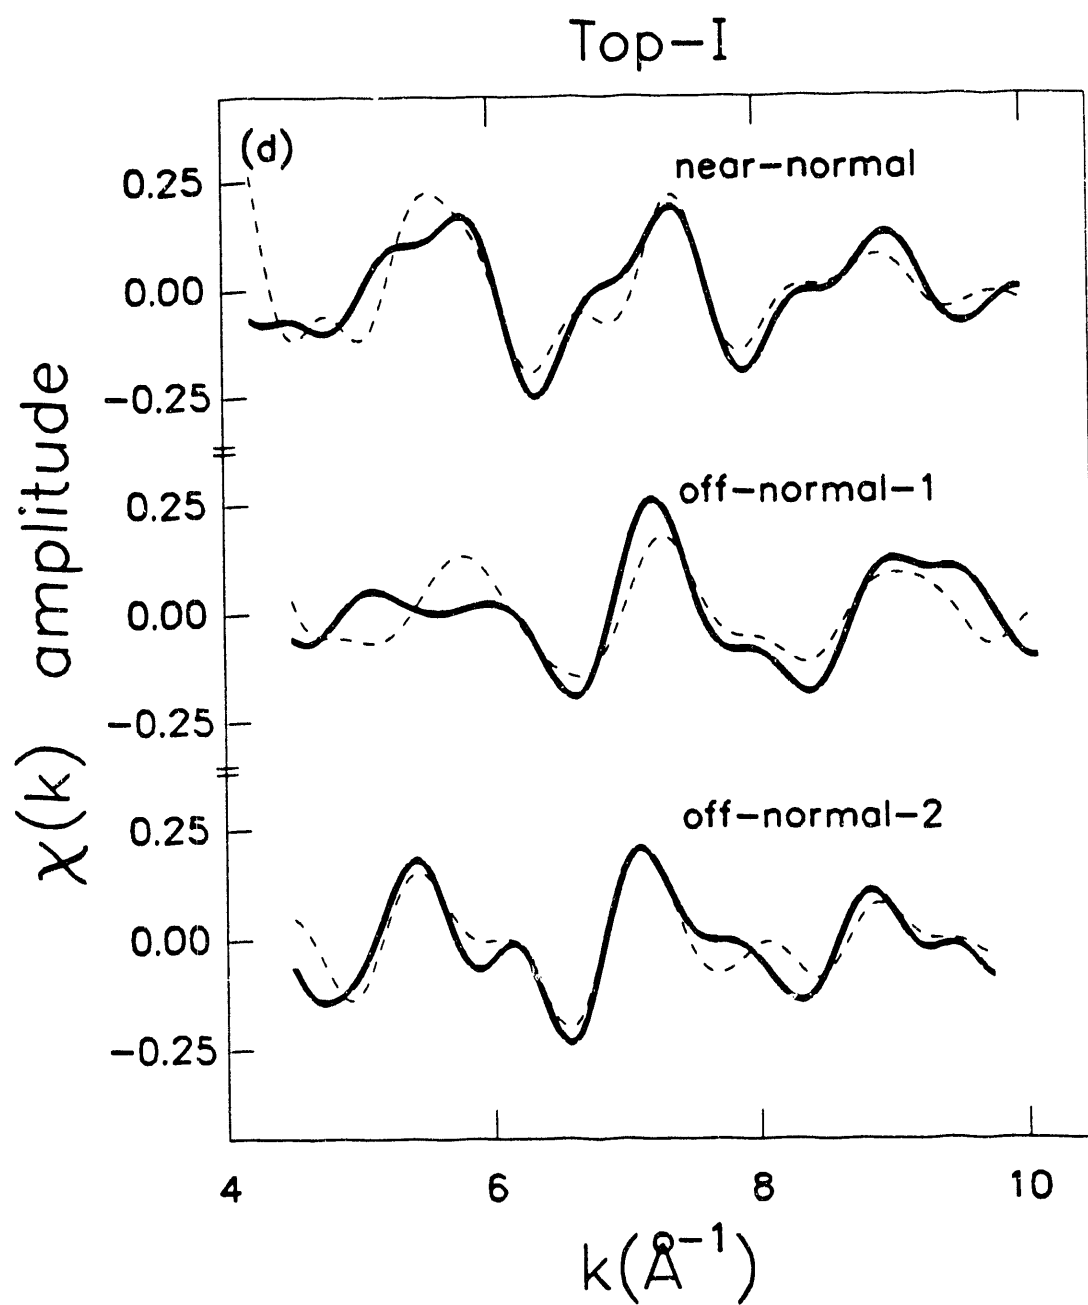 Top-I
(d)
near-normal
0.25
0.00
-0.25
off-normal-1
0.25
0.00
-0.25
off-normal-2
0.25
0.00
-0.25
χ(k) amplitude
4 6 8 10
k(Å⁻¹)